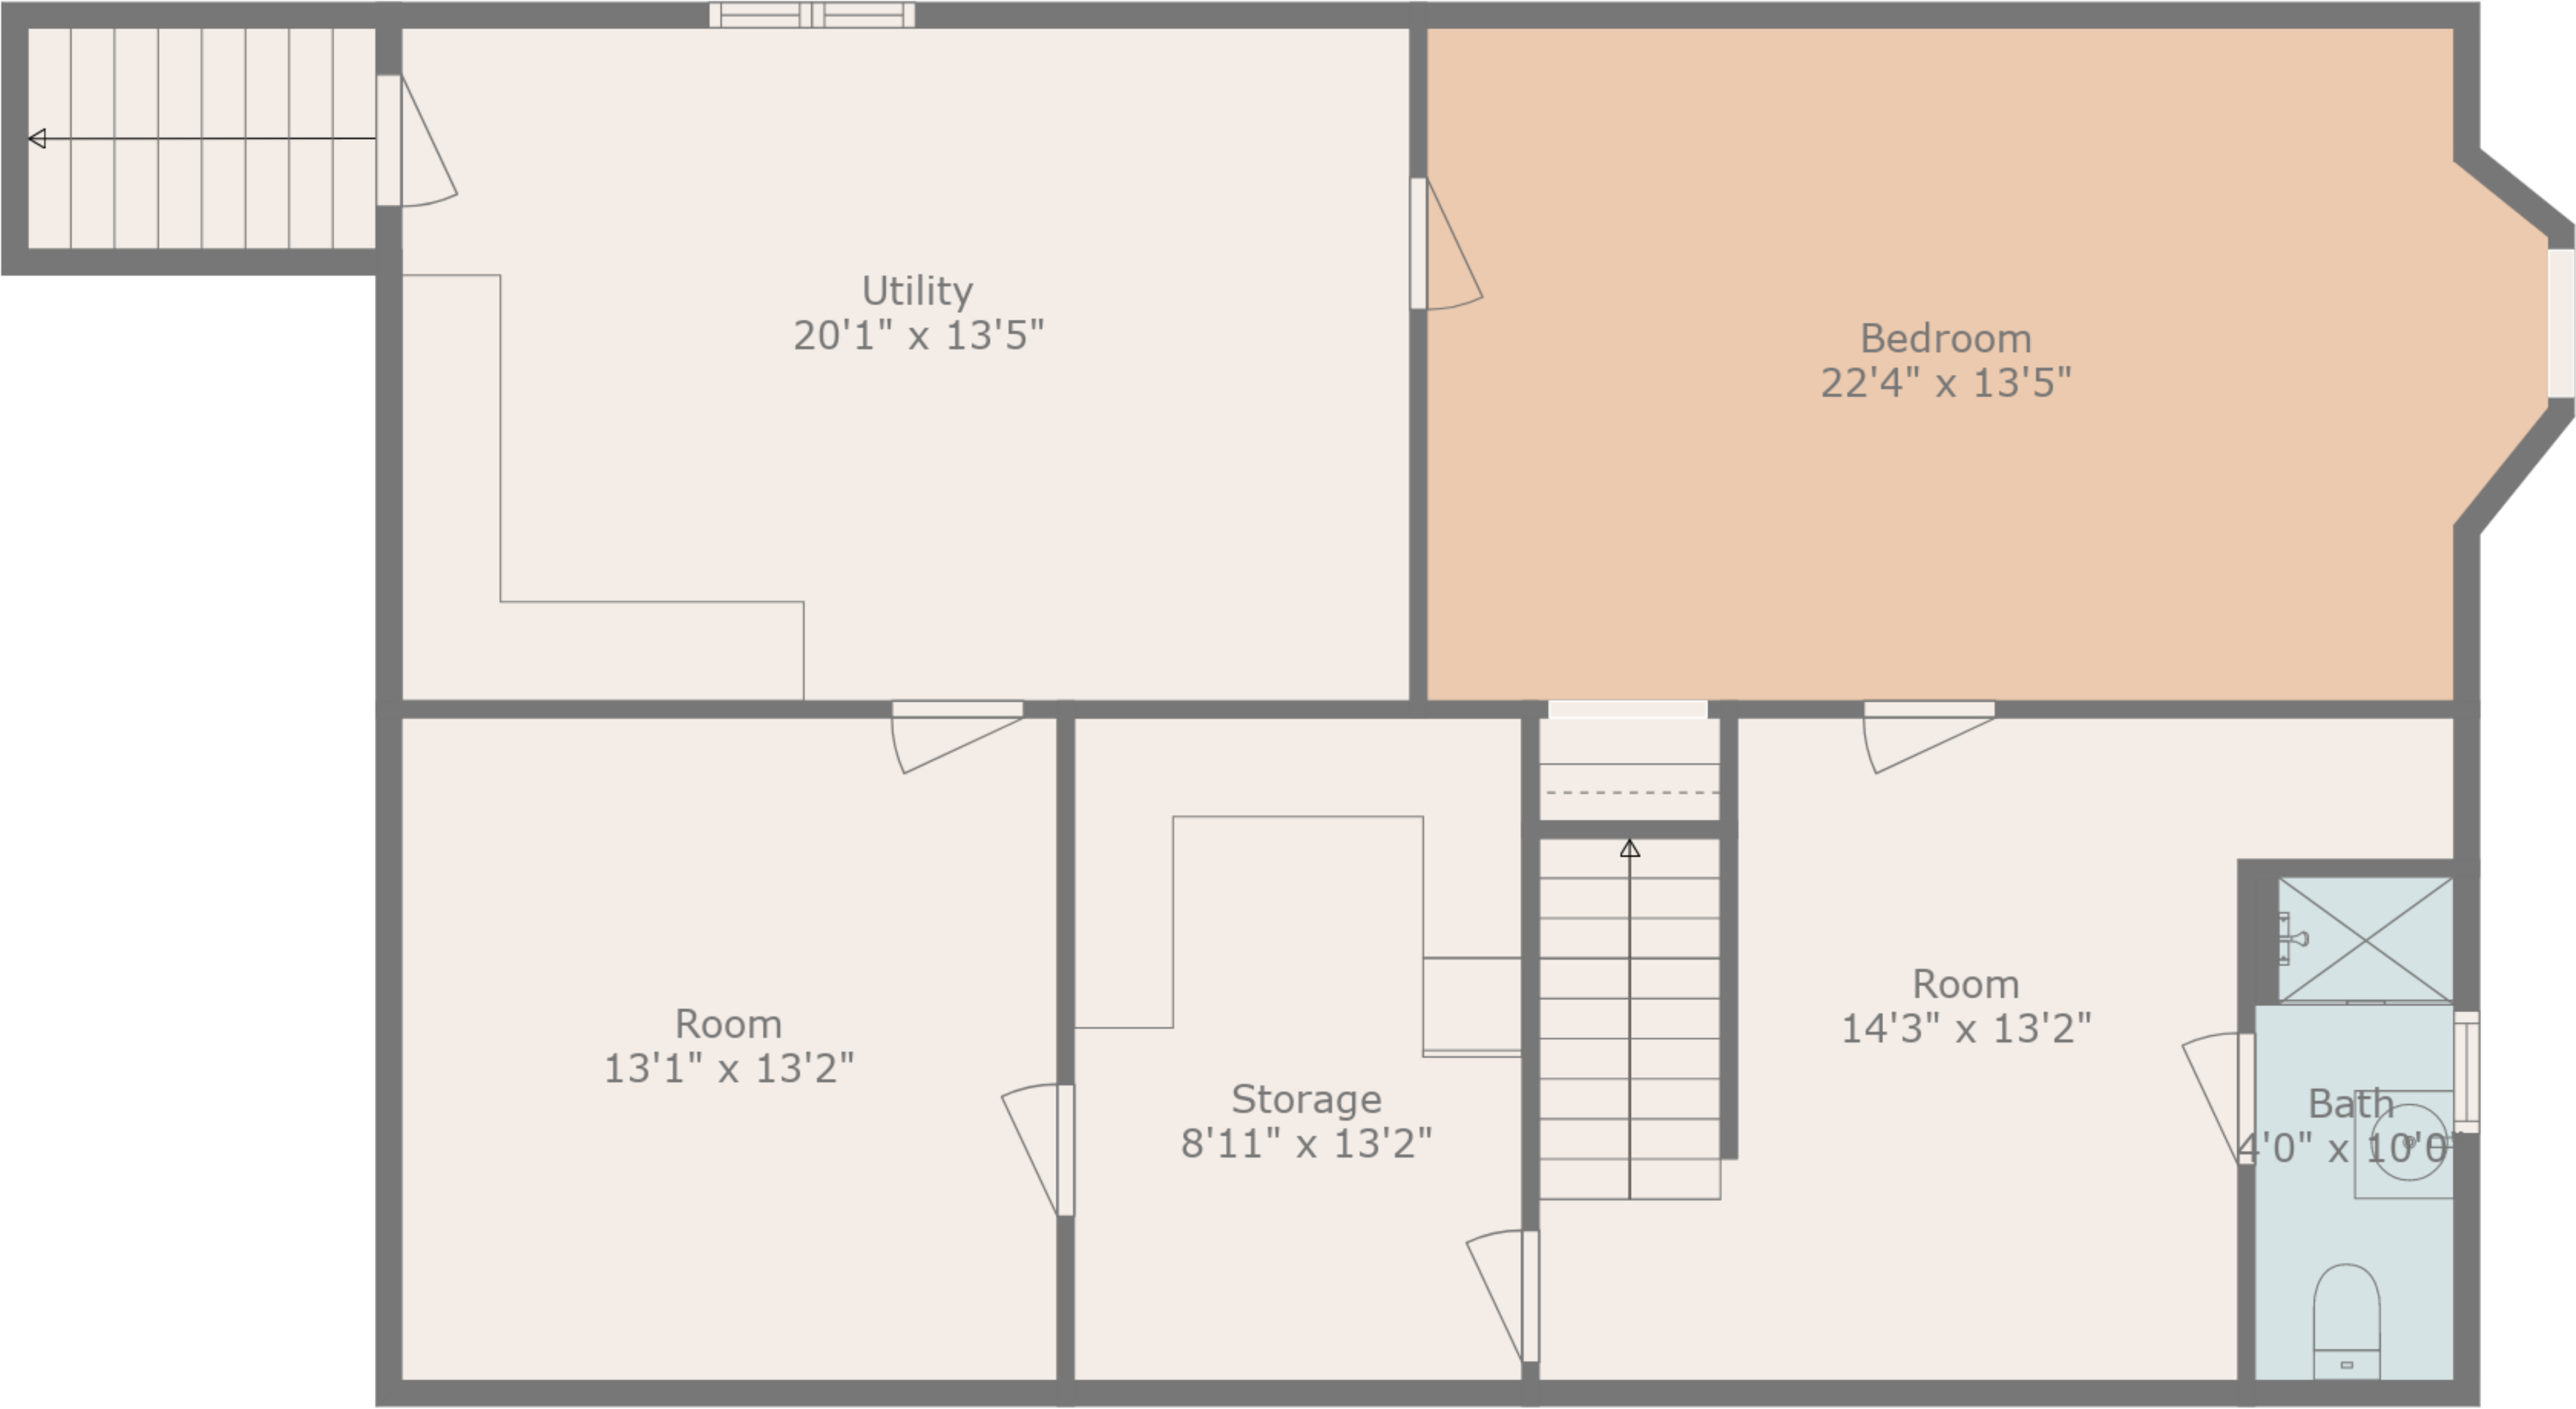 Utility
20'1" x 13'5"
Bedroom
22'4" x 13'5"
Room
13'1" x 13'2"
Storage
8'11" x 13'2"
Room
14'3" x 13'2"
Bath
4'0" x 10'0"